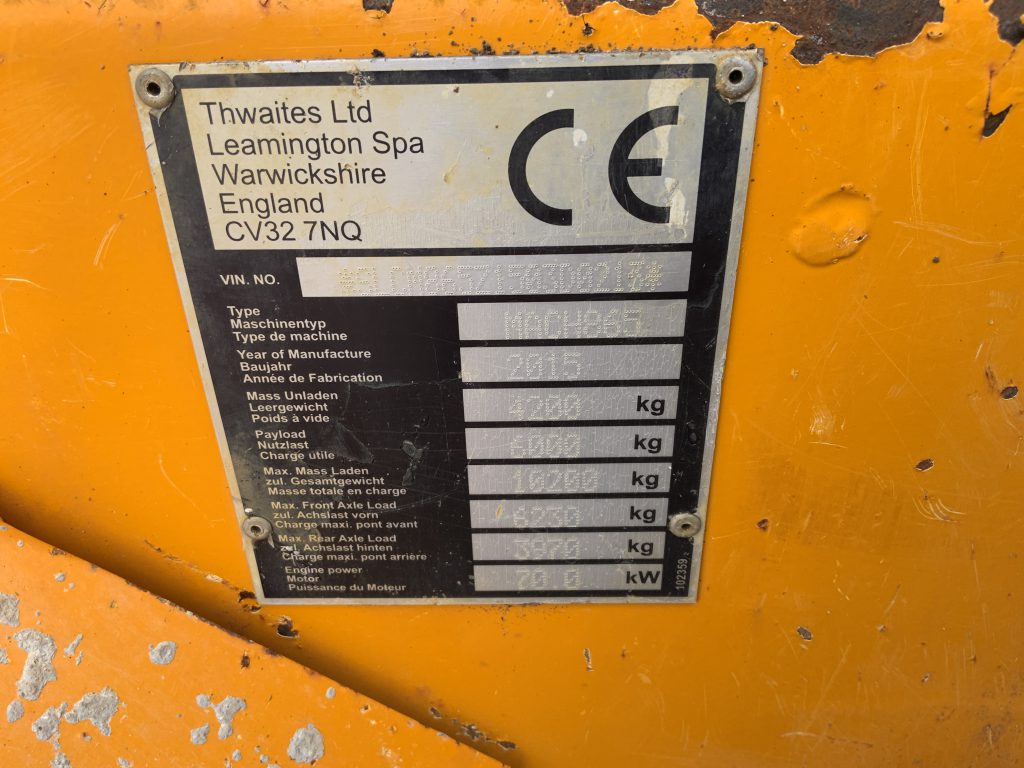 Thwaites Ltd
Leamington Spa
Warwickshire
England
CV32 7NQ
CE
VIN. NO.
Type
Maschinentyp
Type de machine
MACH865
Year of Manufacture
Baujahr
Année de Fabrication
2015
Mass Unladen
Leergewicht
Poids à vide
4200 kg
Payload
Nutzlast
Charge utile
6000 kg
Max. Mass Laden
zul. Gesamtgewicht
Masse totale en charge
10200 kg
Max. Front Axle Load
zul. Achslast vorn
Charge maxi. pont avant
6230 kg
Max. Rear Axle Load
zul. Achslast hinten
Charge maxi. pont arrière
3970 kg
Engine power
Motor
Puissance du Moteur
70.0 kW
102359